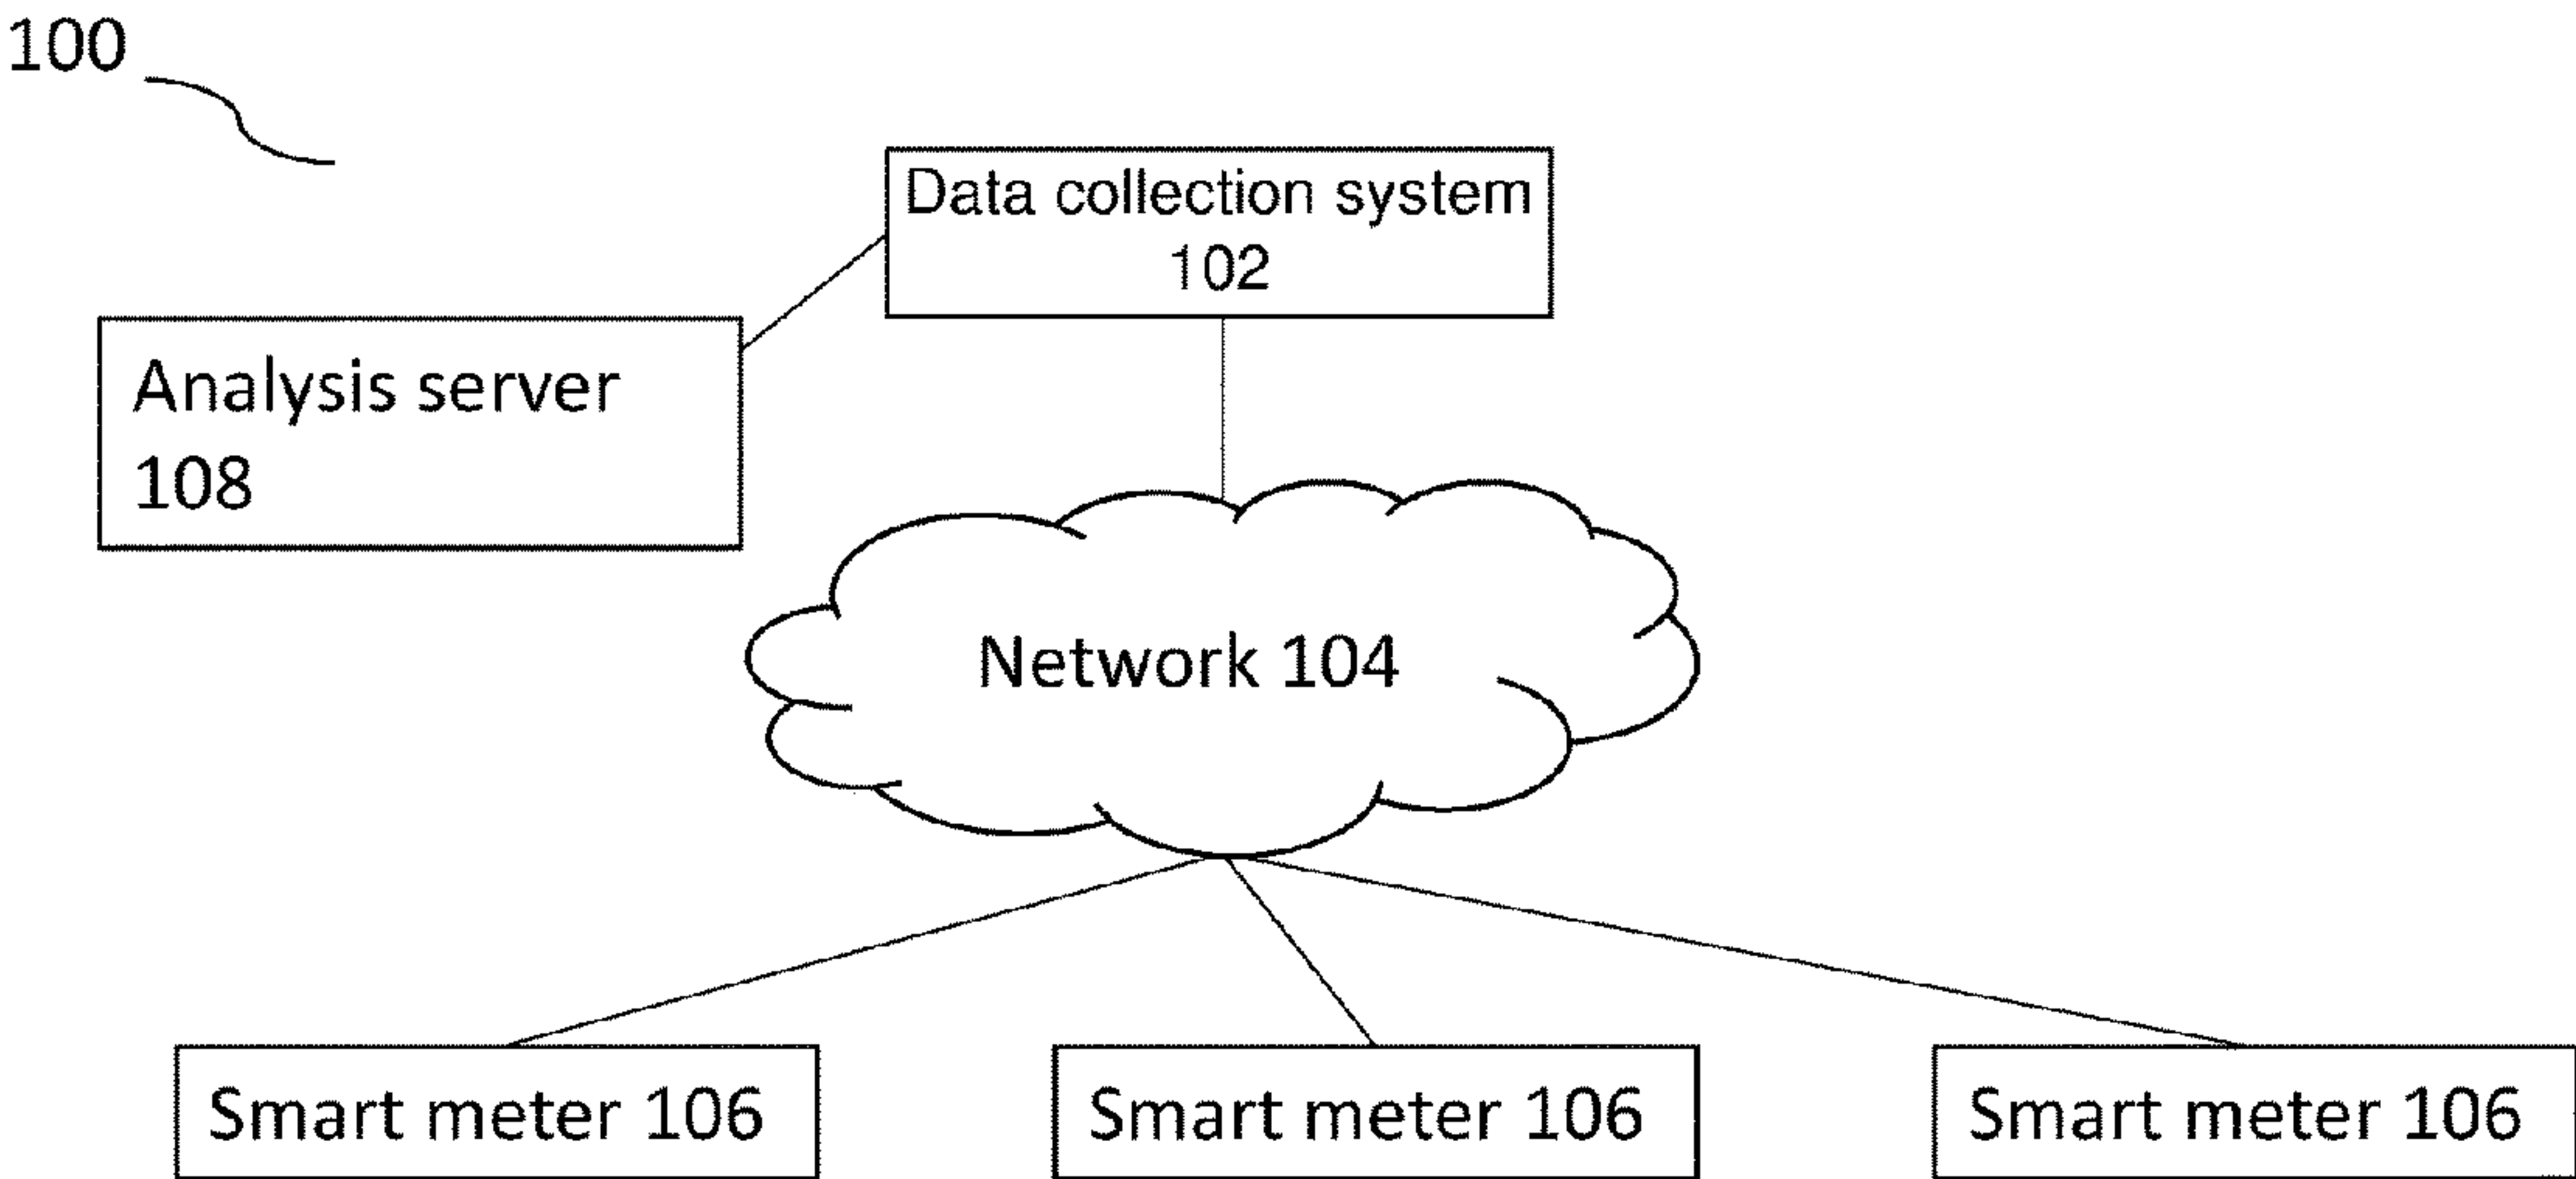 100
Data collection system
102
Analysis server
108
Network 104
Smart meter 106
Smart meter 106
Smart meter 106